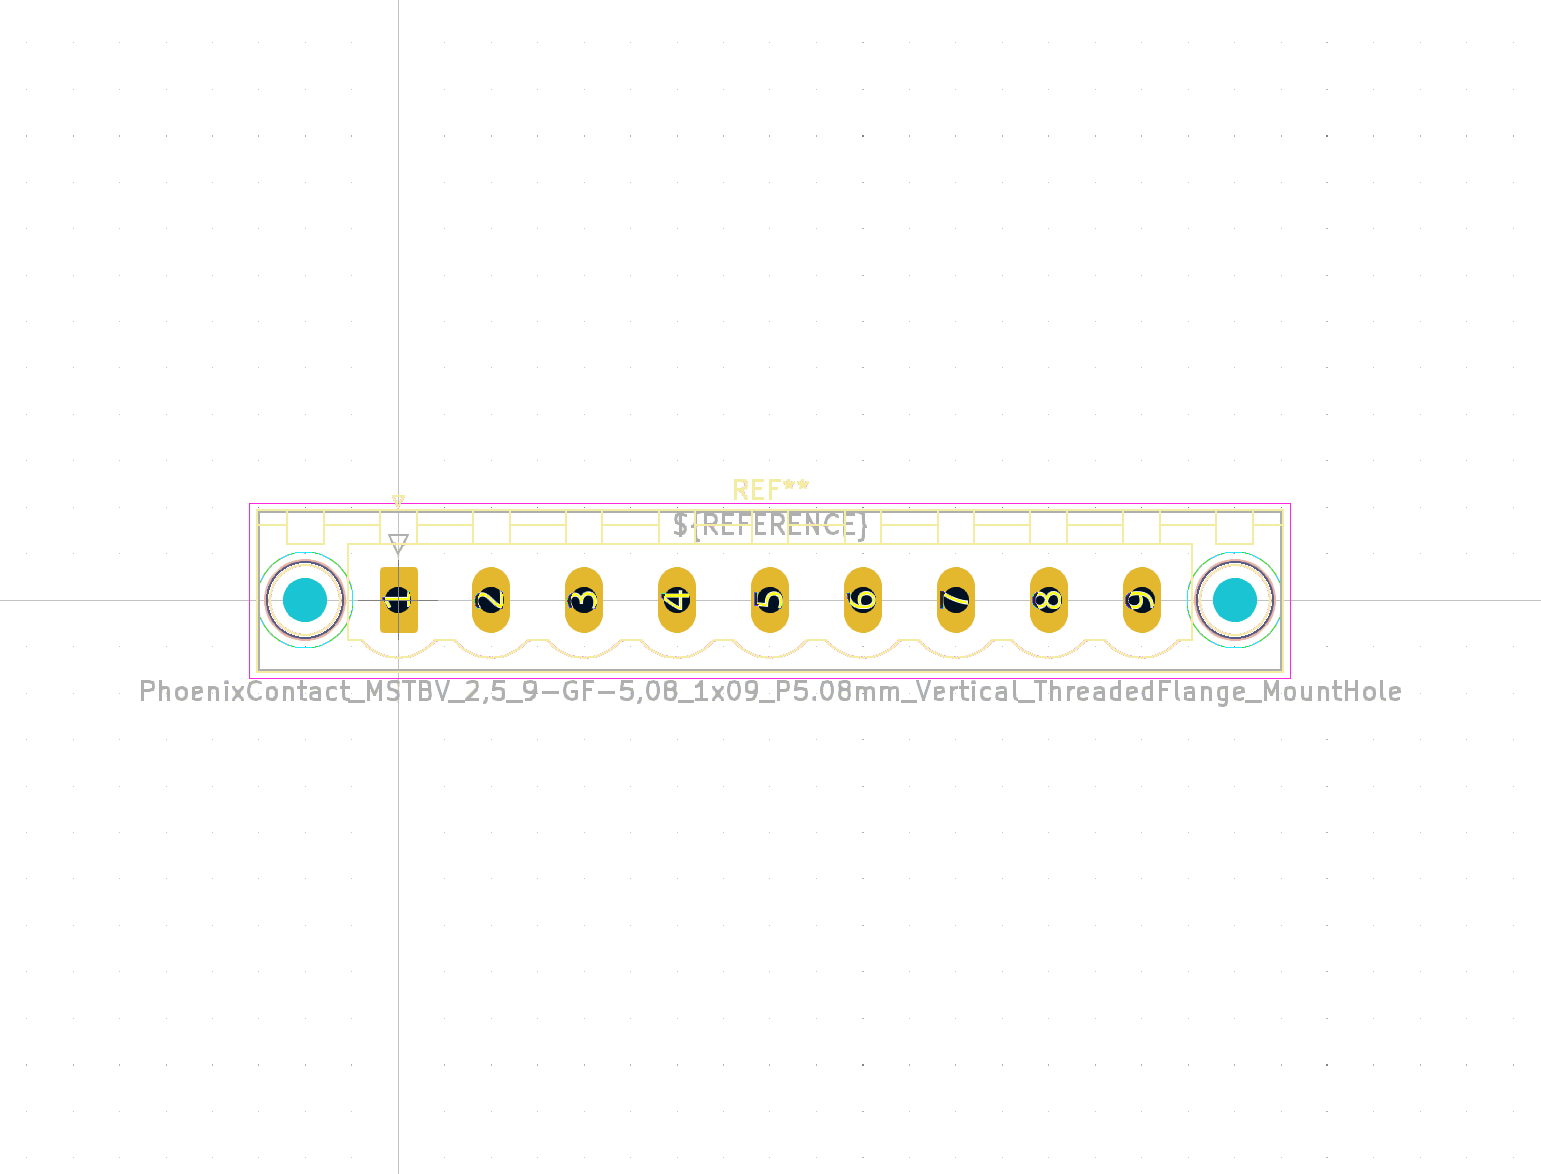 REF**
${REFERENCE}
1 2 3 4 5 6 7 8 9
PhoenixContact_MSTBV_2,5_9-GF-5,08_1x09_P5.08mm_Vertical_ThreadedFlange_MountHole